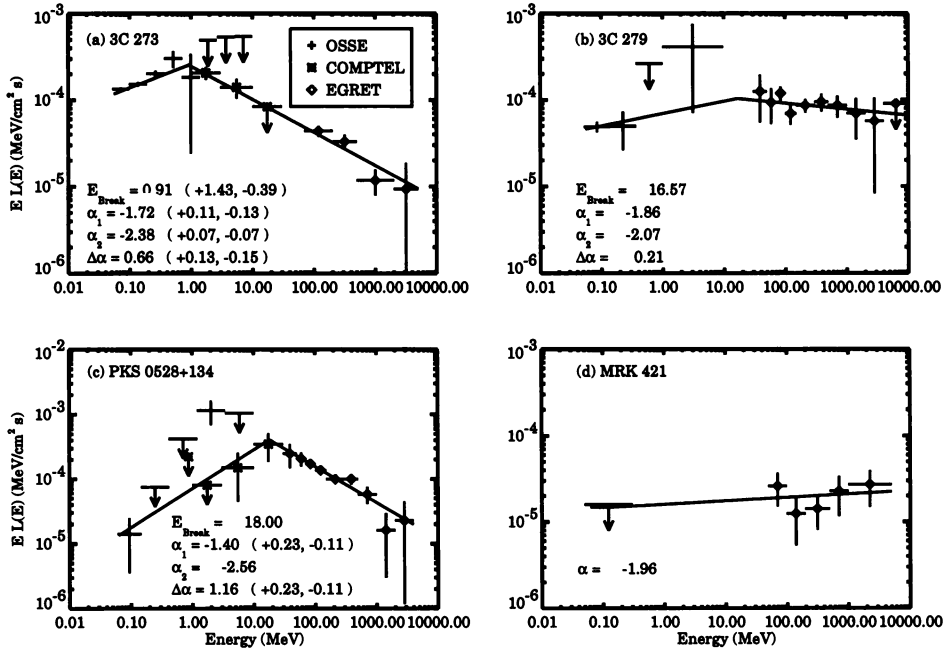 10⁻³
(a) 3C 273
+ OSSE
COMPTEL
EGRET
10⁻⁴
E L(E) (MeV/cm² s)
10⁻⁵
E_Break = 0.91 ( +1.43, -0.39 )
α₁ = -1.72 ( +0.11, -0.13 )
α₂ = -2.38 ( +0.07, -0.07 )
Δα = 0.66 ( +0.13, -0.15 )
10⁻⁶
0.01 0.10 1.00 10.00 100.00 1000.00 10000.00
10⁻³
(b) 3C 279
10⁻⁴
10⁻⁵
E_Break = 16.57
α₁ = -1.86
α₂ = -2.07
Δα = 0.21
10⁻⁶
0.01 0.10 1.00 10.00 100.00 1000.00 10000.00
10⁻²
(c) PKS 0528+134
10⁻³
E L(E) (MeV/cm² s)
10⁻⁴
10⁻⁵
E_Break = 18.00
α₁ = -1.40 ( +0.23, -0.11 )
α₂ = -2.56
Δα = 1.16 ( +0.23, -0.11 )
10⁻⁶
0.01 0.10 1.00 10.00 100.00 1000.00 10000.00
Energy (MeV)
10⁻³
(d) MRK 421
10⁻⁴
10⁻⁵
α = -1.96
10⁻⁶
0.01 0.10 1.00 10.00 100.00 1000.00 10000.00
Energy (MeV)